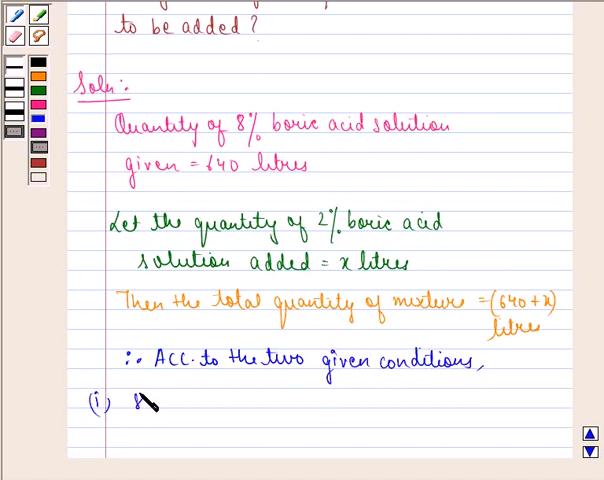 to be added?
Soln:
Quantity of 8% boric acid solution
given = 640 litres
Let the quantity of 2% boric acid
solution added = x litres
Then the total quantity of mixture = (640+x)
litres
∴ ACC. to the two given conditions,
(i) 8